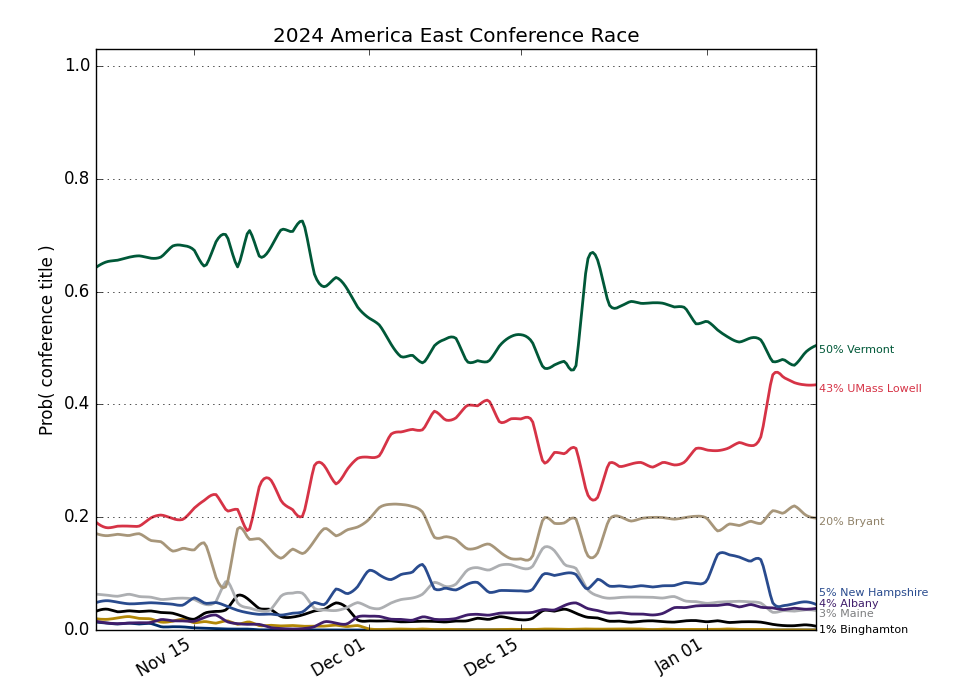 2024 America East Conference Race
Prob( conference title )
1.0
0.8
0.6
0.4
0.2
0.0
Nov 15
Dec 01
Dec 15
Jan 01
50% Vermont
43% UMass Lowell
20% Bryant
5% New Hampshire
4% Albany
3% Maine
1% Binghamton